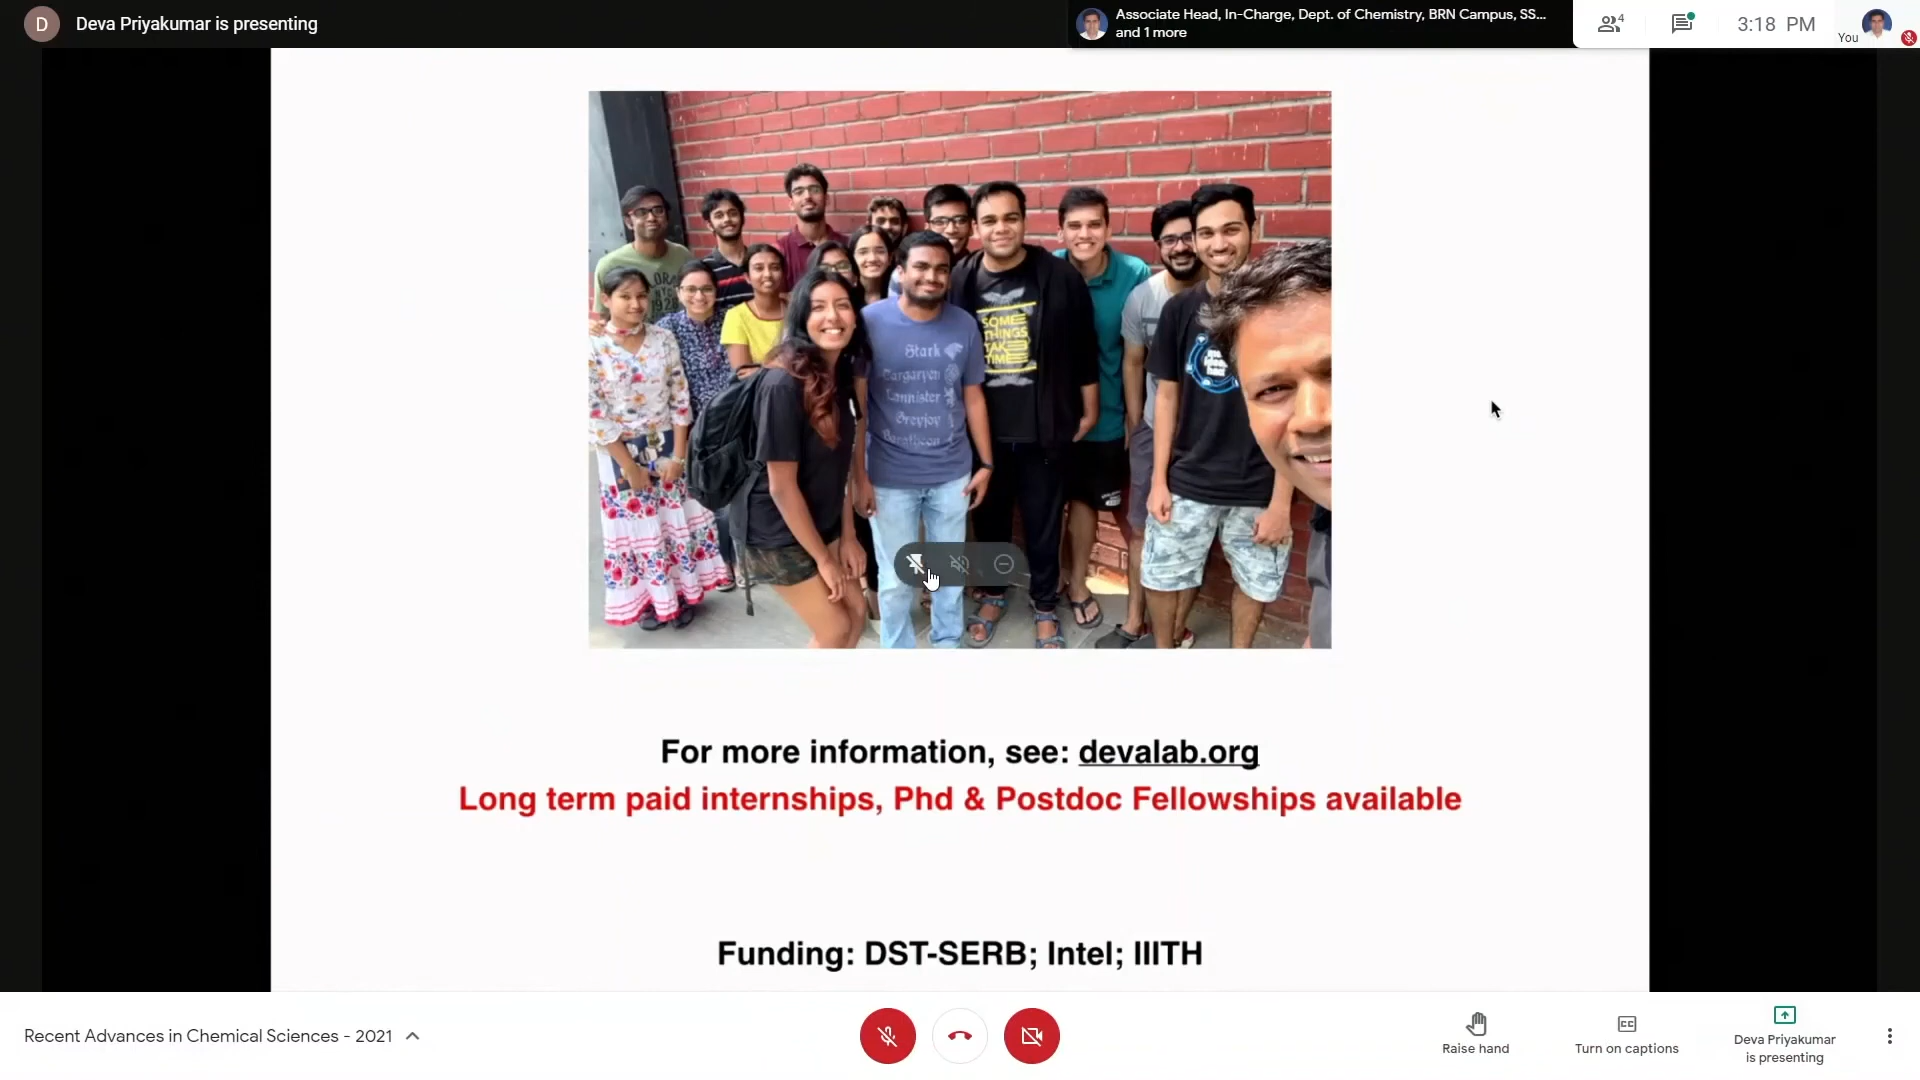 D
Deva Priyakumar is presenting
Associate Head, In-Charge, Dept. of Chemistry, BRN Campus, SS...
and 1 more
4
3:18 PM
You
SOME
THINGS
TAKE
TIME
Stark
Targaryen
Lannister
Greyjoy
Baratheon
For more information, see: devalab.org
Long term paid internships, Phd & Postdoc Fellowships available
Funding: DST-SERB; Intel; IIITH
Recent Advances in Chemical Sciences - 2021
Raise hand
CC
Turn on captions
Deva Priyakumar
is presenting